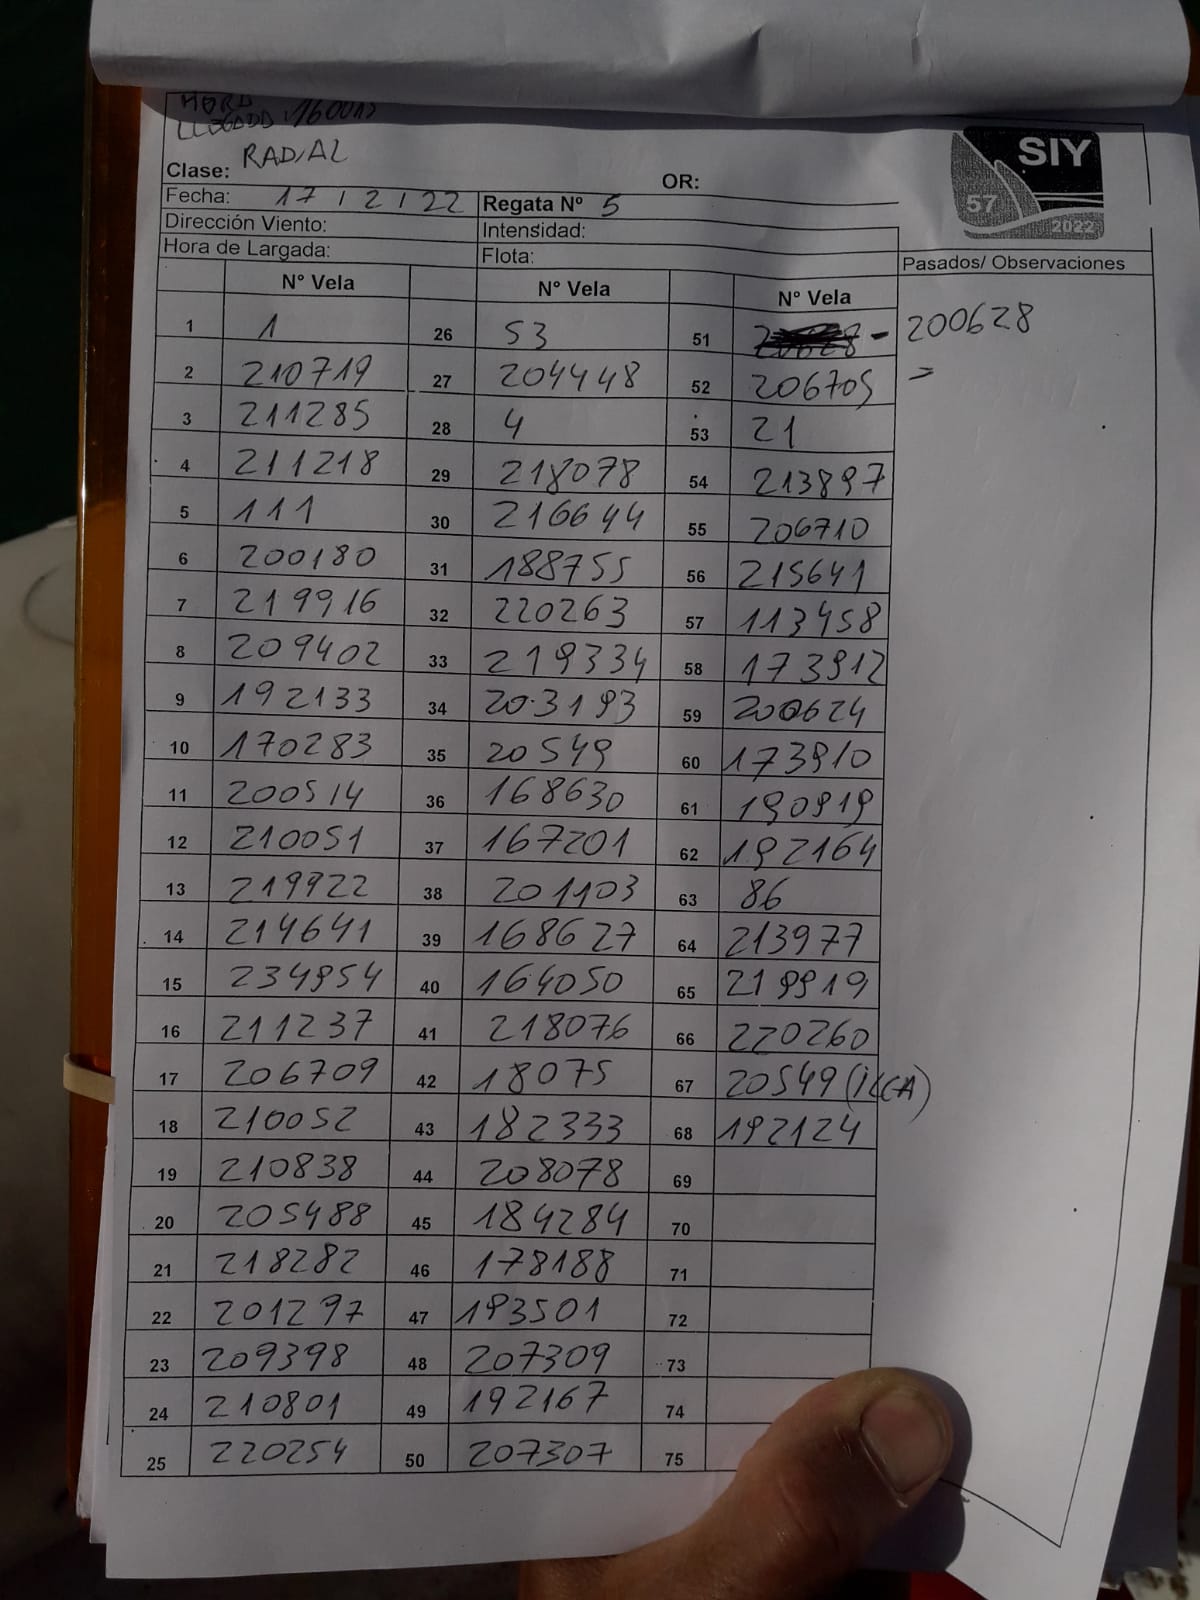 HORA
LLEGADA: 160013
Clase: RADIAL
OR:
SIY
57
2022
Fecha: 17 / 2 / 22 Regata Nº 5
Dirección Viento: Intensidad:
Hora de Largada: Flota:
Pasados/ Observaciones
Nº Vela Nº Vela Nº Vela
1 1 26 53 51 - 200628
2 210719 27 204448 52 206705
3 211285 28 4 53 21
4 211218 29 218078 54 213897
5 111 30 216644 55 206710
6 200180 31 188755 56 215641
7 219916 32 220263 57 113458
8 209402 33 219334 58 173912
9 192133 34 203193 59 200624
10 170283 35 20549 60 173910
11 200514 36 168630 61 190919
12 210051 37 167201 62 192164
13 219922 38 201103 63 86
14 214641 39 168627 64 213977
15 234954 40 164050 65 219919
16 211237 41 218076 66 220260
17 206709 42 18075 67 20549 (ILCA)
18 210052 43 182333 68 192124
19 210838 44 208078 69
20 205488 45 184284 70
21 218282 46 178188 71
22 201297 47 193501 72
23 209398 48 207309 73
24 210801 49 192167 74
25 220254 50 207307 75